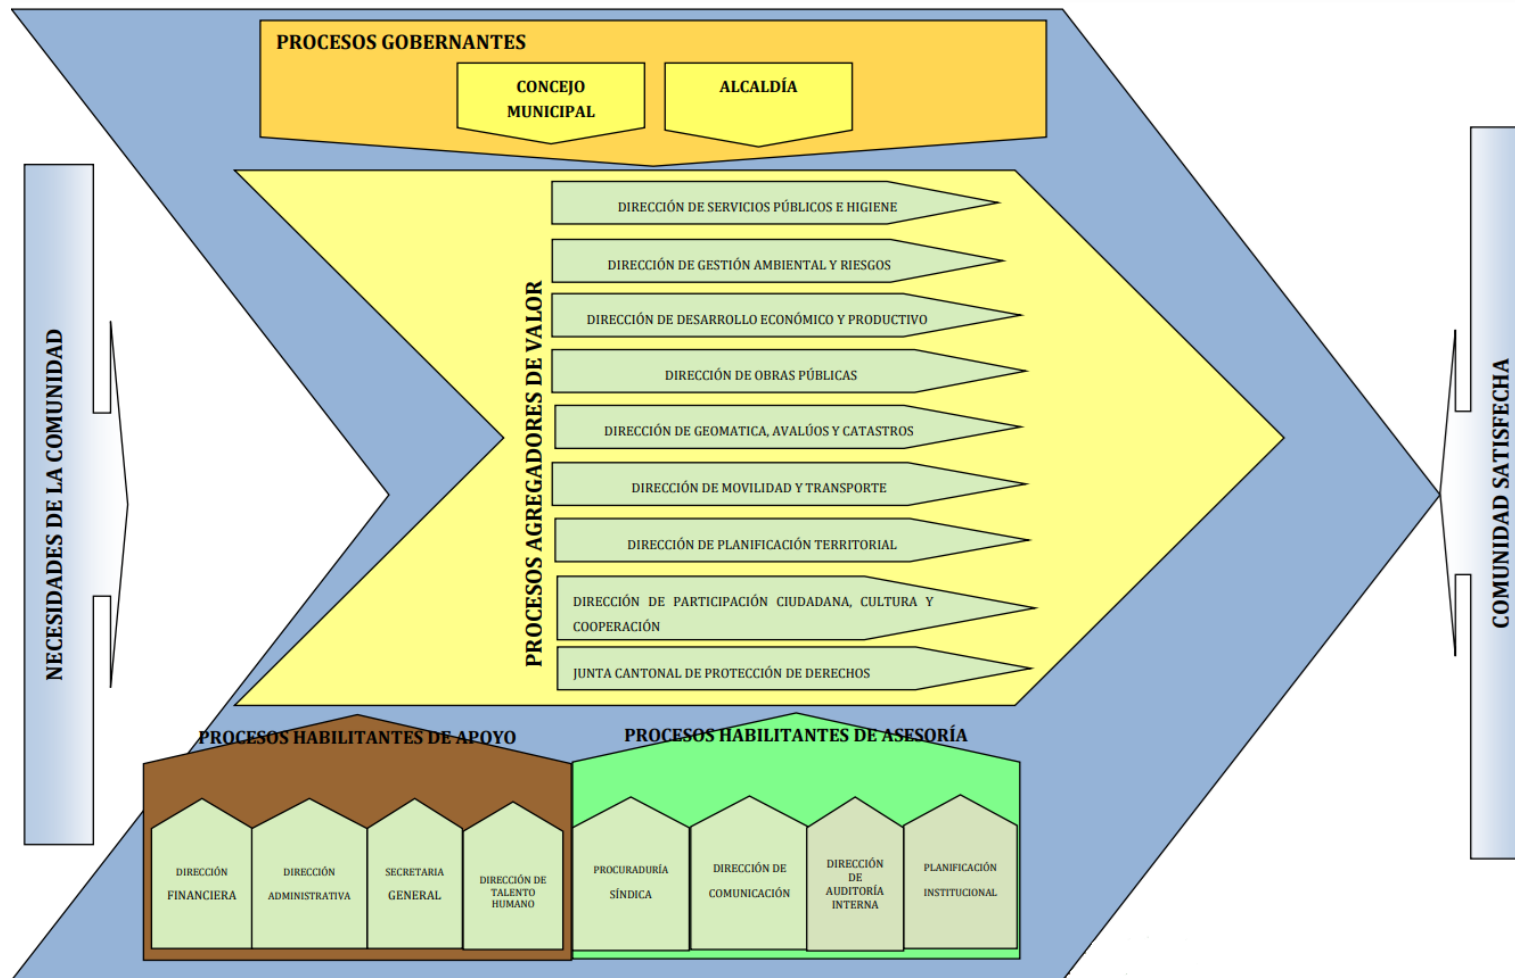 PROCESOS GOBERNANTES
CONCEJO
MUNICIPAL
ALCALDÍA
NECESIDADES DE LA COMUNIDAD
PROCESOS AGREGADORES DE VALOR
DIRECCIÓN DE SERVICIOS PÚBLICOS E HIGIENE
DIRECCIÓN DE GESTIÓN AMBIENTAL Y RIESGOS
DIRECCIÓN DE DESARROLLO ECONÓMICO Y PRODUCTIVO
DIRECCIÓN DE OBRAS PÚBLICAS
DIRECCIÓN DE GEOMATICA, AVALÚOS Y CATASTROS
DIRECCIÓN DE MOVILIDAD Y TRANSPORTE
DIRECCIÓN DE PLANIFICACIÓN TERRITORIAL
DIRECCIÓN DE PARTICIPACIÓN CIUDADANA, CULTURA Y
COOPERACIÓN
JUNTA CANTONAL DE PROTECCIÓN DE DERECHOS
COMUNIDAD SATISFECHA
PROCESOS HABILITANTES DE APOYO
DIRECCIÓN
FINANCIERA
DIRECCIÓN
ADMINISTRATIVA
SECRETARIA
GENERAL
DIRECCIÓN DE
TALENTO
HUMANO
PROCESOS HABILITANTES DE ASESORÍA
PROCURADURÍA
SÍNDICA
DIRECCIÓN DE
COMUNICACIÓN
DIRECCIÓN
DE
AUDITORÍA
INTERNA
PLANIFICACIÓN
INSTITUCIONAL